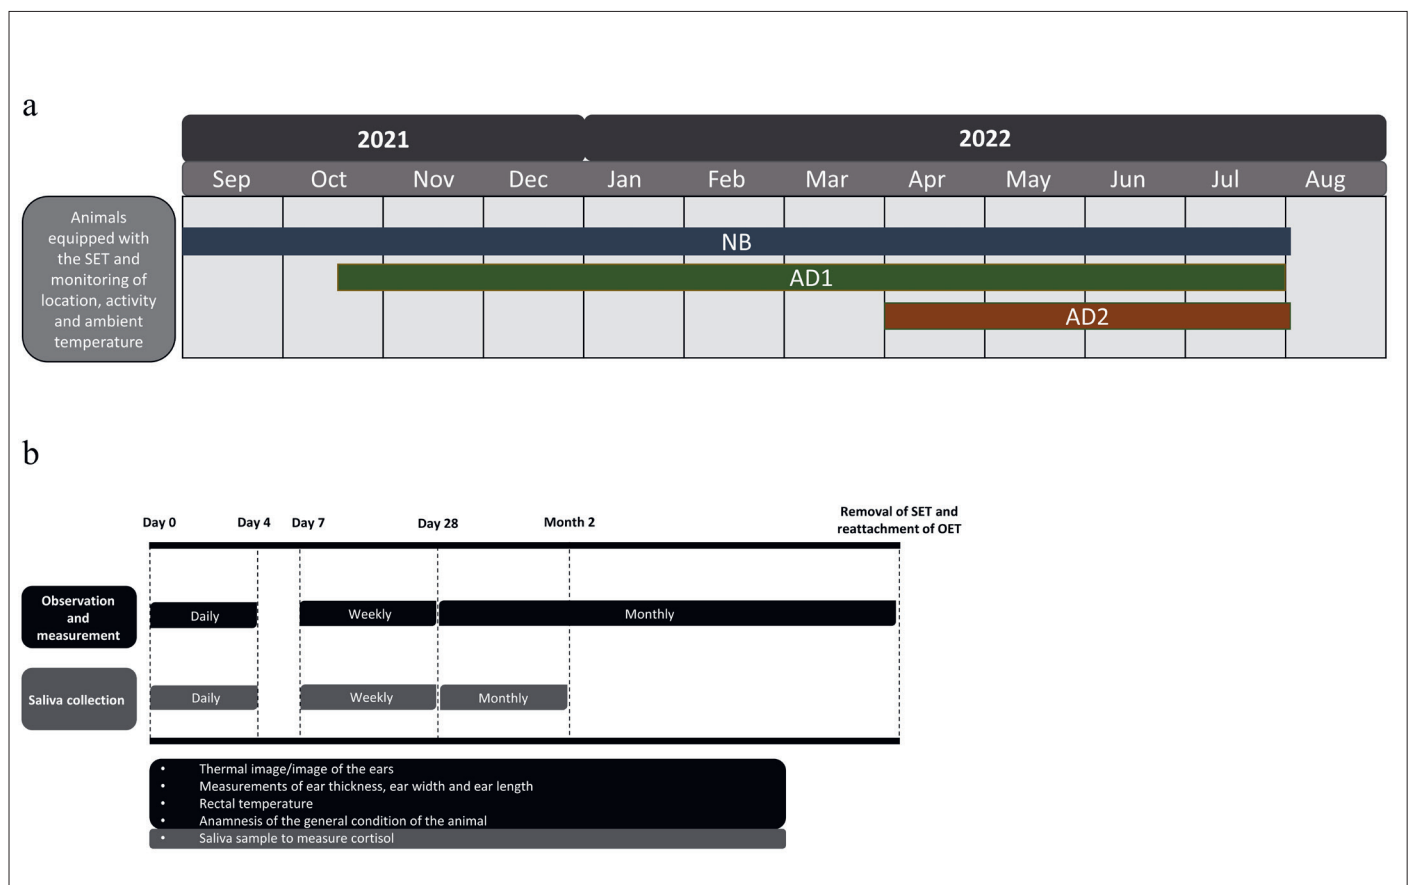 a
2021
2022
Sep Oct Nov Dec Jan Feb Mar Apr May Jun Jul Aug
Animals
equipped with
the SET and
monitoring of
location, activity
and ambient
temperature
NB
AD1
AD2
b
Day 0 Day 4 Day 7 Day 28 Month 2
Removal of SET and
reattachment of OET
Observation
and
measurement
Daily Weekly Monthly
Saliva collection
Daily Weekly Monthly
• Thermal image/image of the ears
• Measurements of ear thickness, ear width and ear length
• Rectal temperature
• Anamnesis of the general condition of the animal
• Saliva sample to measure cortisol